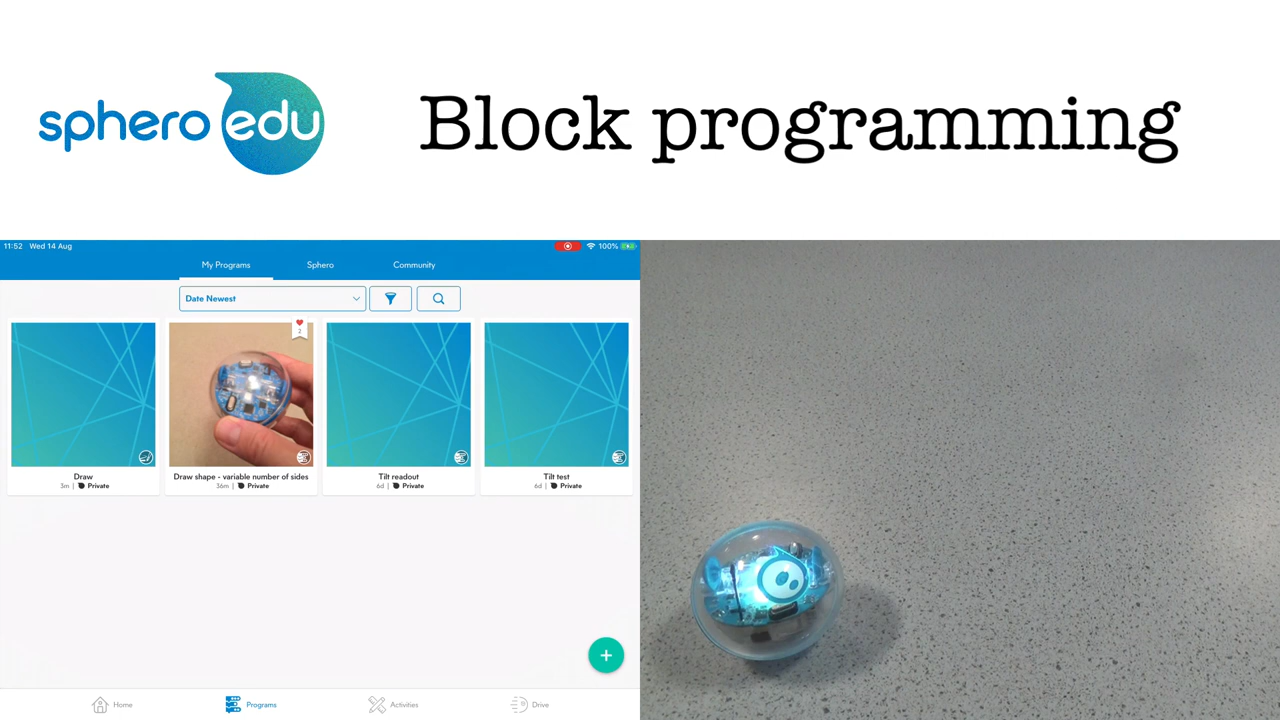 sphero edu
Block programming
11:52 Wed 14 Aug
100%
My Programs Sphero Community
Date Newest
2
Draw
3m | Private
Draw shape - variable number of sides
36m | Private
Tilt readout
6d | Private
Tilt test
6d | Private
+
Home Programs Activities Drive